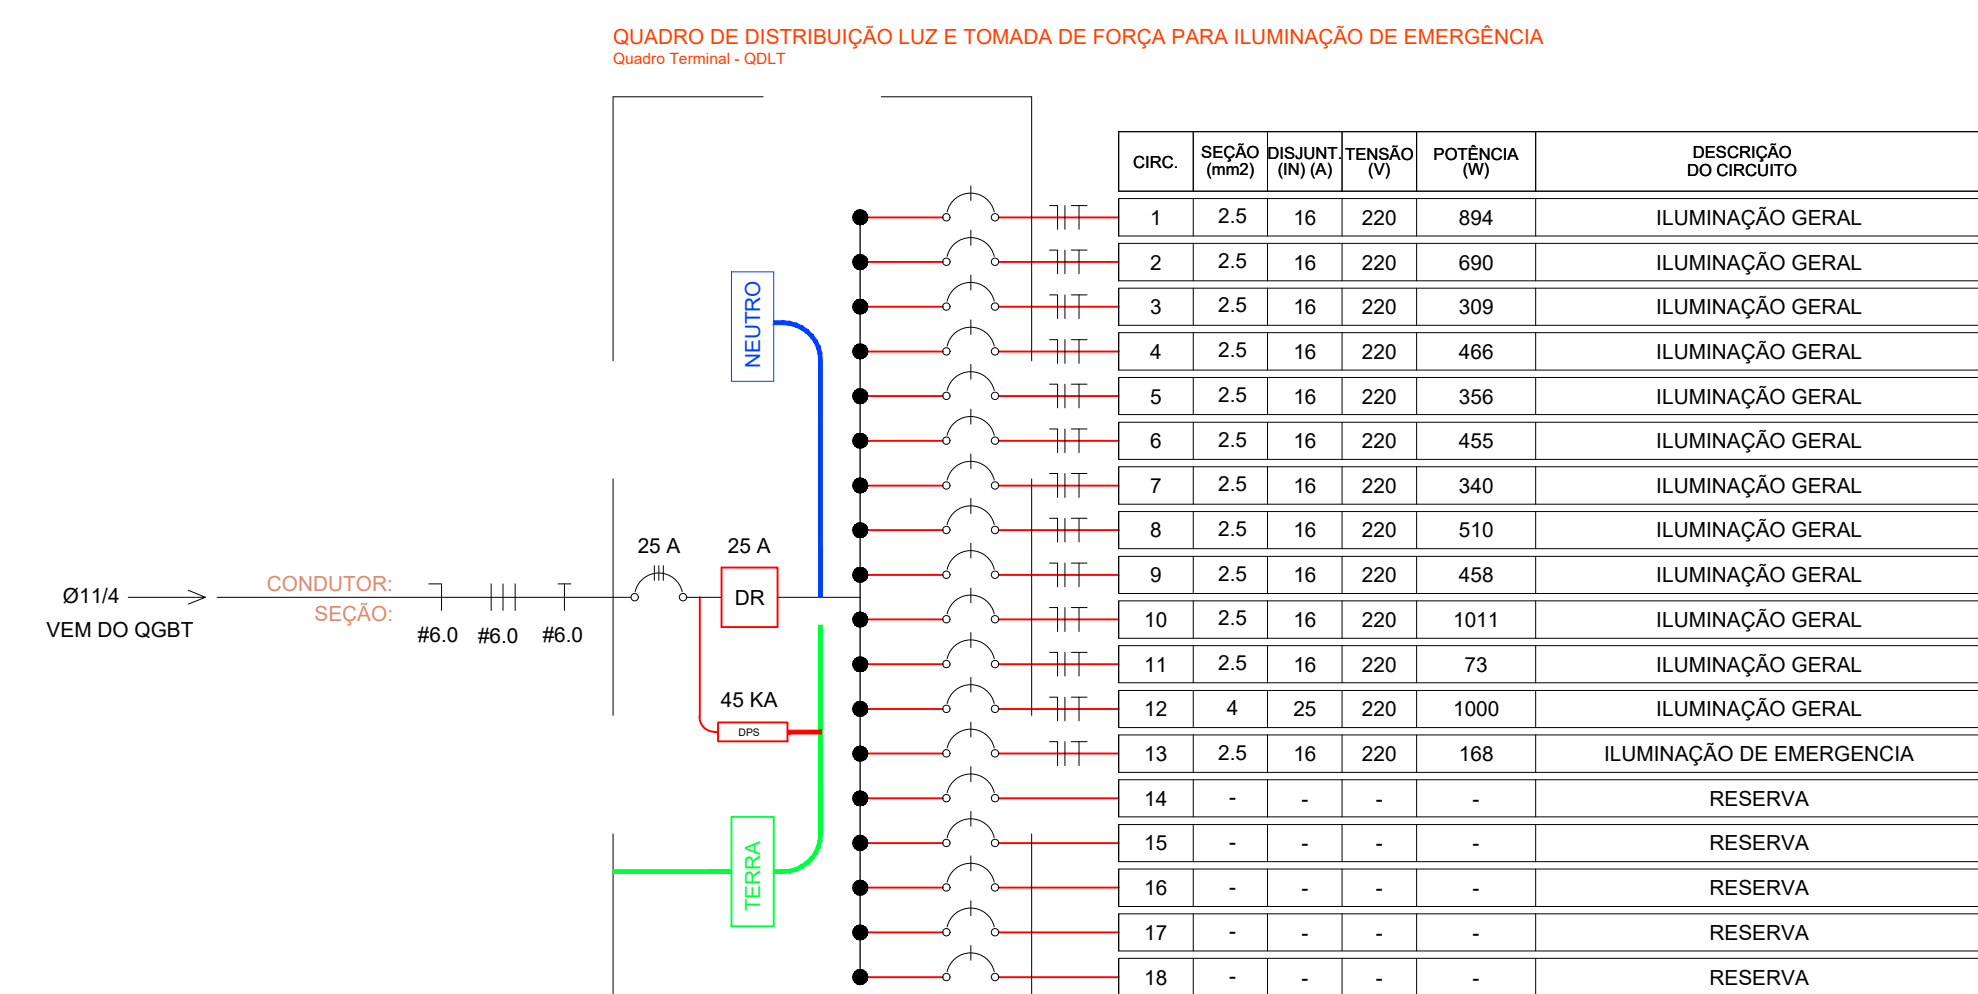 QUADRO DE DISTRIBUIÇÃO LUZ E TOMADA DE FORÇA PARA ILUMINAÇÃO DE EMERGÊNCIA
Quadro Terminal - QDLT
CIRC. SEÇÃO (mm2) DISJUNT. (IN) (A) TENSÃO (V) POTÊNCIA (W) DESCRIÇÃO DO CIRCUITO
1 2.5 16 220 894 ILUMINAÇÃO GERAL
2 2.5 16 220 690 ILUMINAÇÃO GERAL
3 2.5 16 220 309 ILUMINAÇÃO GERAL
4 2.5 16 220 466 ILUMINAÇÃO GERAL
5 2.5 16 220 356 ILUMINAÇÃO GERAL
6 2.5 16 220 455 ILUMINAÇÃO GERAL
7 2.5 16 220 340 ILUMINAÇÃO GERAL
8 2.5 16 220 510 ILUMINAÇÃO GERAL
9 2.5 16 220 458 ILUMINAÇÃO GERAL
10 2.5 16 220 1011 ILUMINAÇÃO GERAL
11 2.5 16 220 73 ILUMINAÇÃO GERAL
12 4 25 220 1000 ILUMINAÇÃO GERAL
13 2.5 16 220 168 ILUMINAÇÃO DE EMERGENCIA
14 - - - - RESERVA
15 - - - - RESERVA
16 - - - - RESERVA
17 - - - - RESERVA
18 - - - - RESERVA
NEUTRO
25 A 25 A
DR
Ø11/4
VEM DO QGBT
CONDUTOR:
SEÇÃO:
#6.0 #6.0 #6.0
45 KA
DPS
TERRA